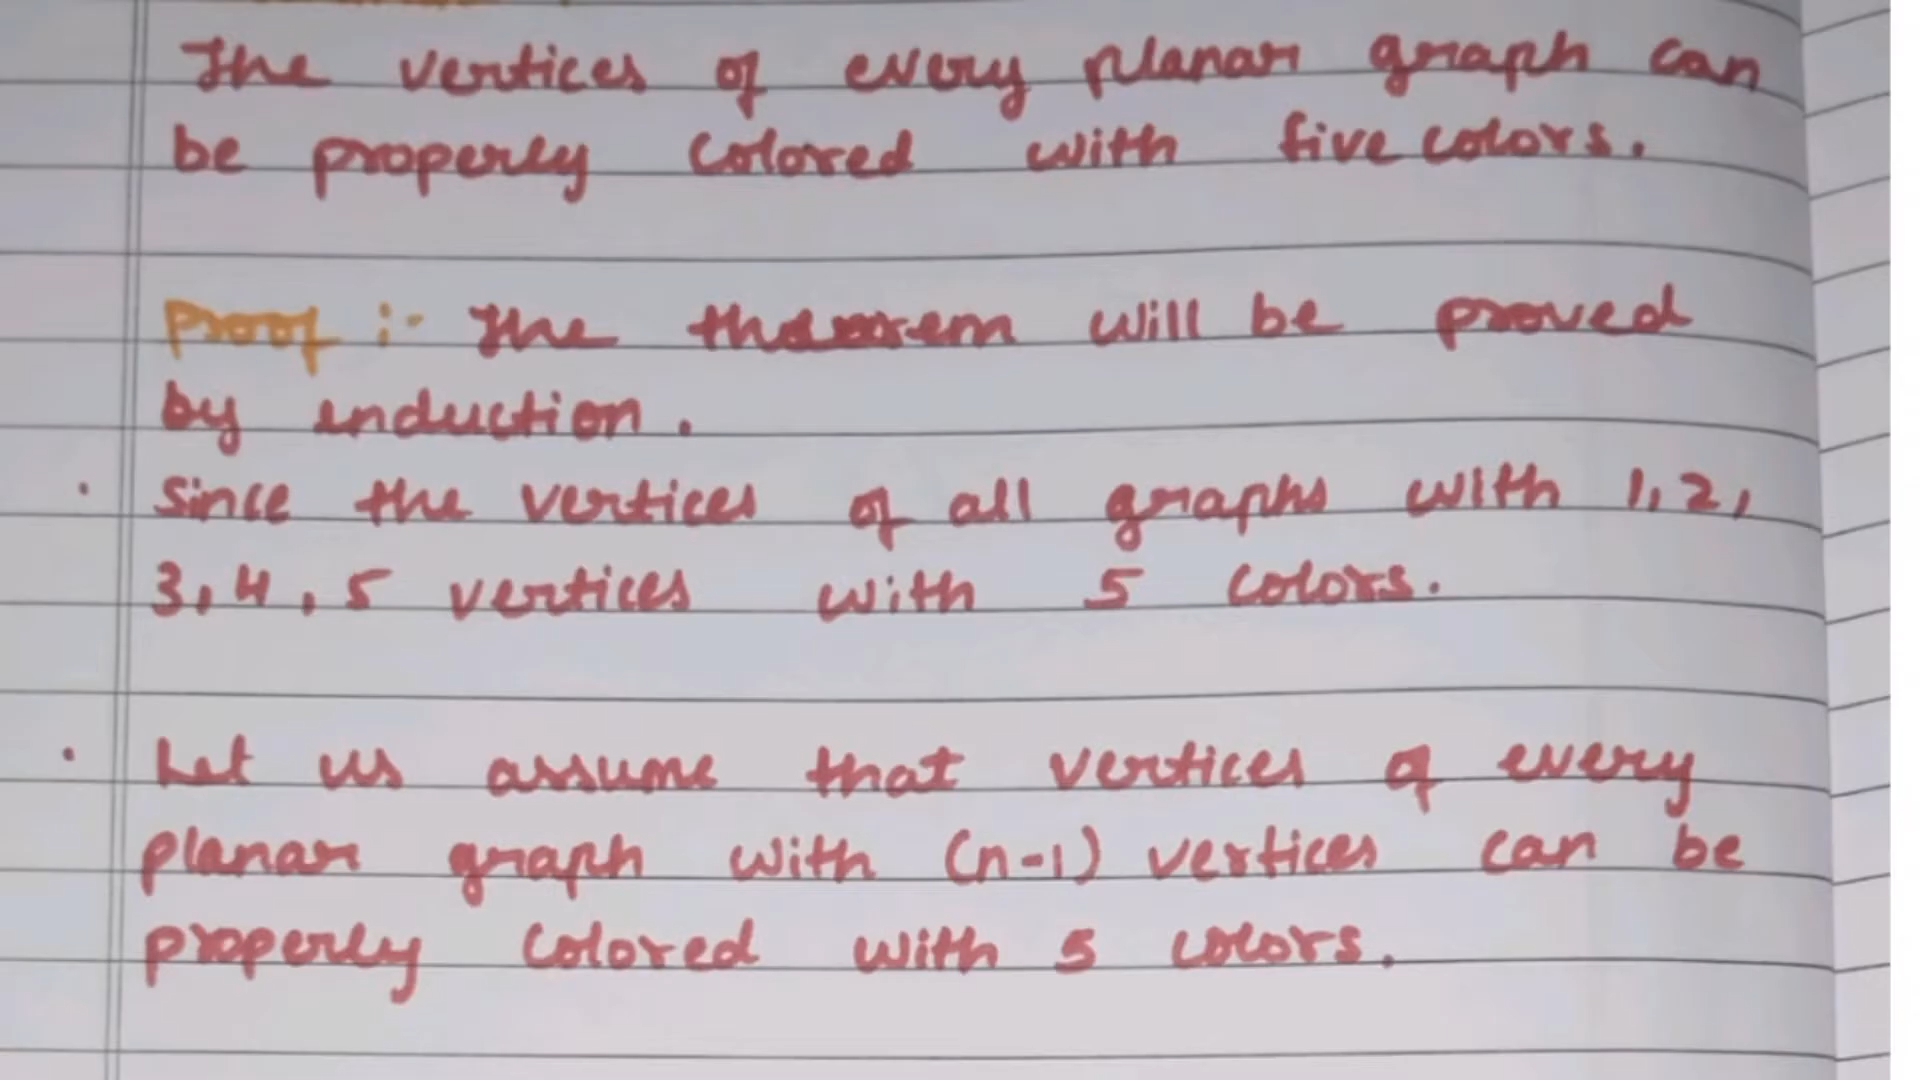 The vertices of every planar graph can
be properly colored with five colors.
Proof :- The theorem will be proved
by induction.
. Since the vertices of all graphs with 1, 2,
3, 4, 5 vertices with 5 colors.
. Let us assume that vertices of every
planar graph with (n-1) vertices can be
properly colored with 5 colors.